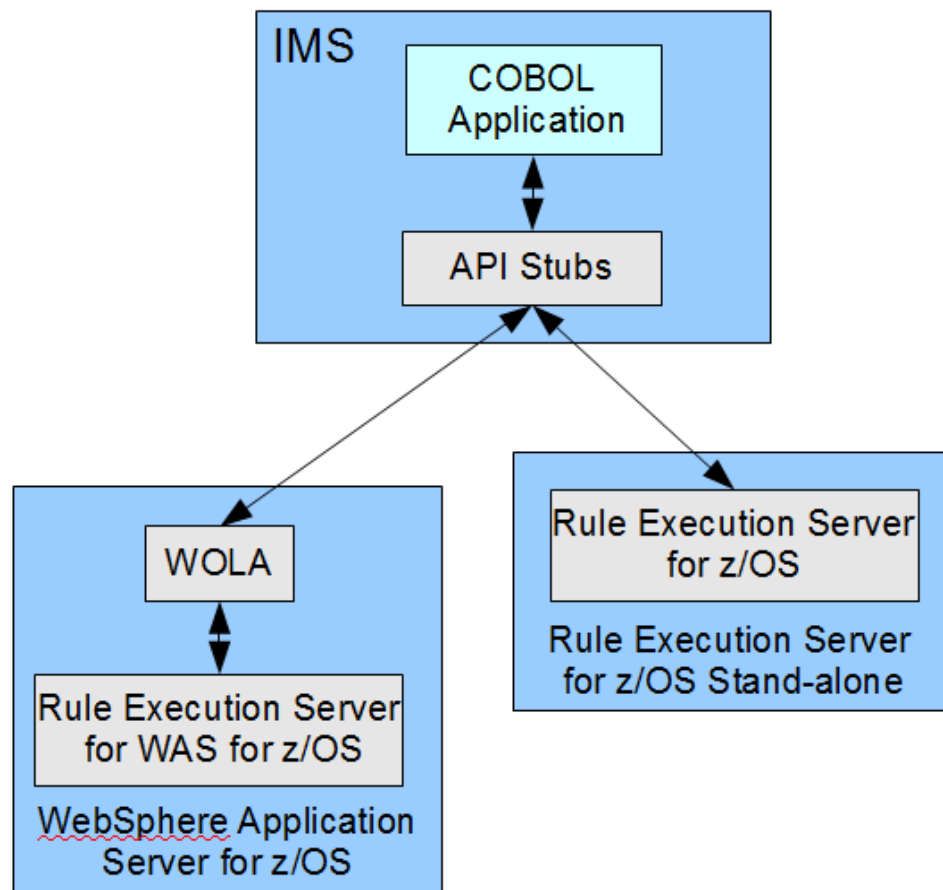 IMS
COBOL
Application
API Stubs
WOLA
Rule Execution Server
for WAS for z/OS
WebSphere Application
Server for z/OS
Rule Execution Server
for z/OS
Rule Execution Server
for z/OS Stand-alone